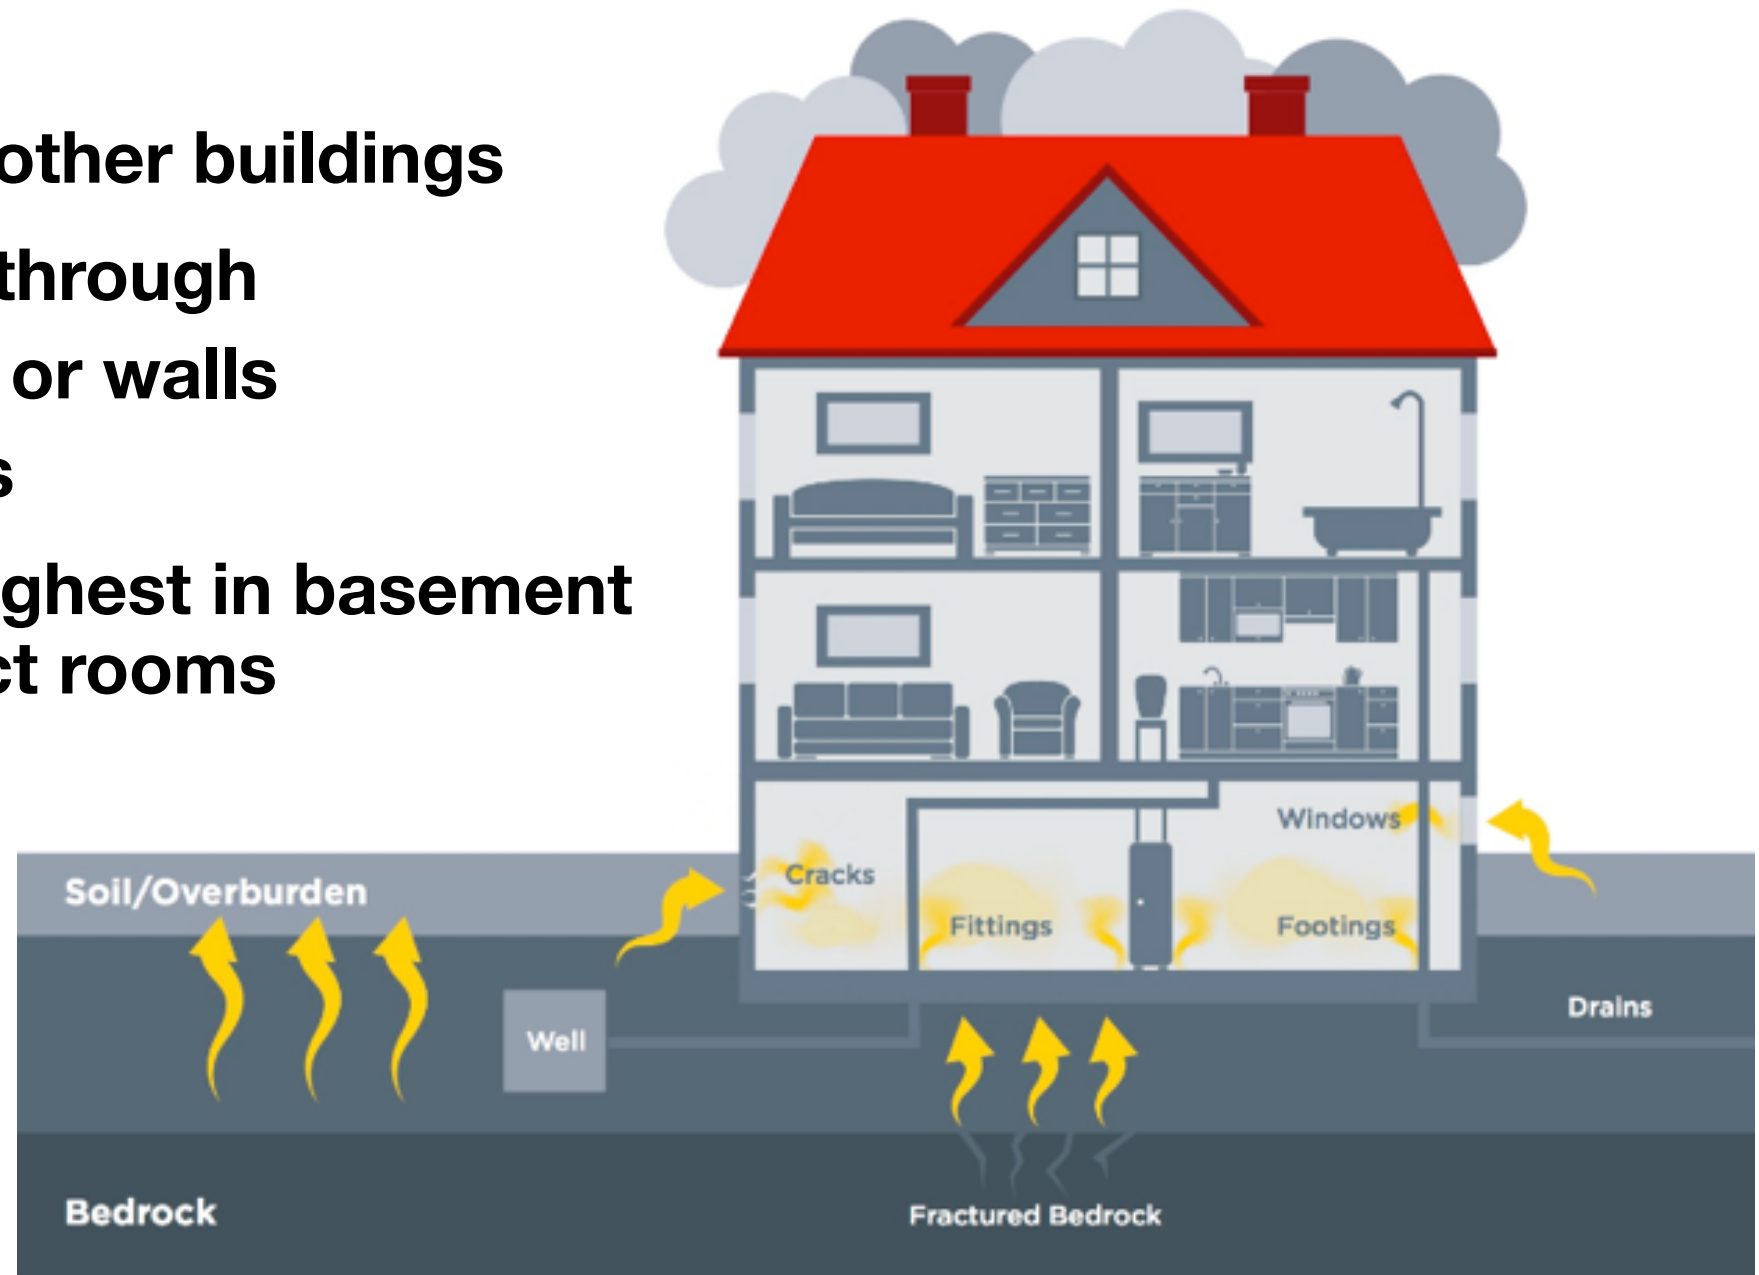 other buildings
through
or walls
s
ghest in basement
ct rooms
Windows
Cracks
Soil/Overburden
Fittings
Footings
Drains
Well
Bedrock
Fractured Bedrock